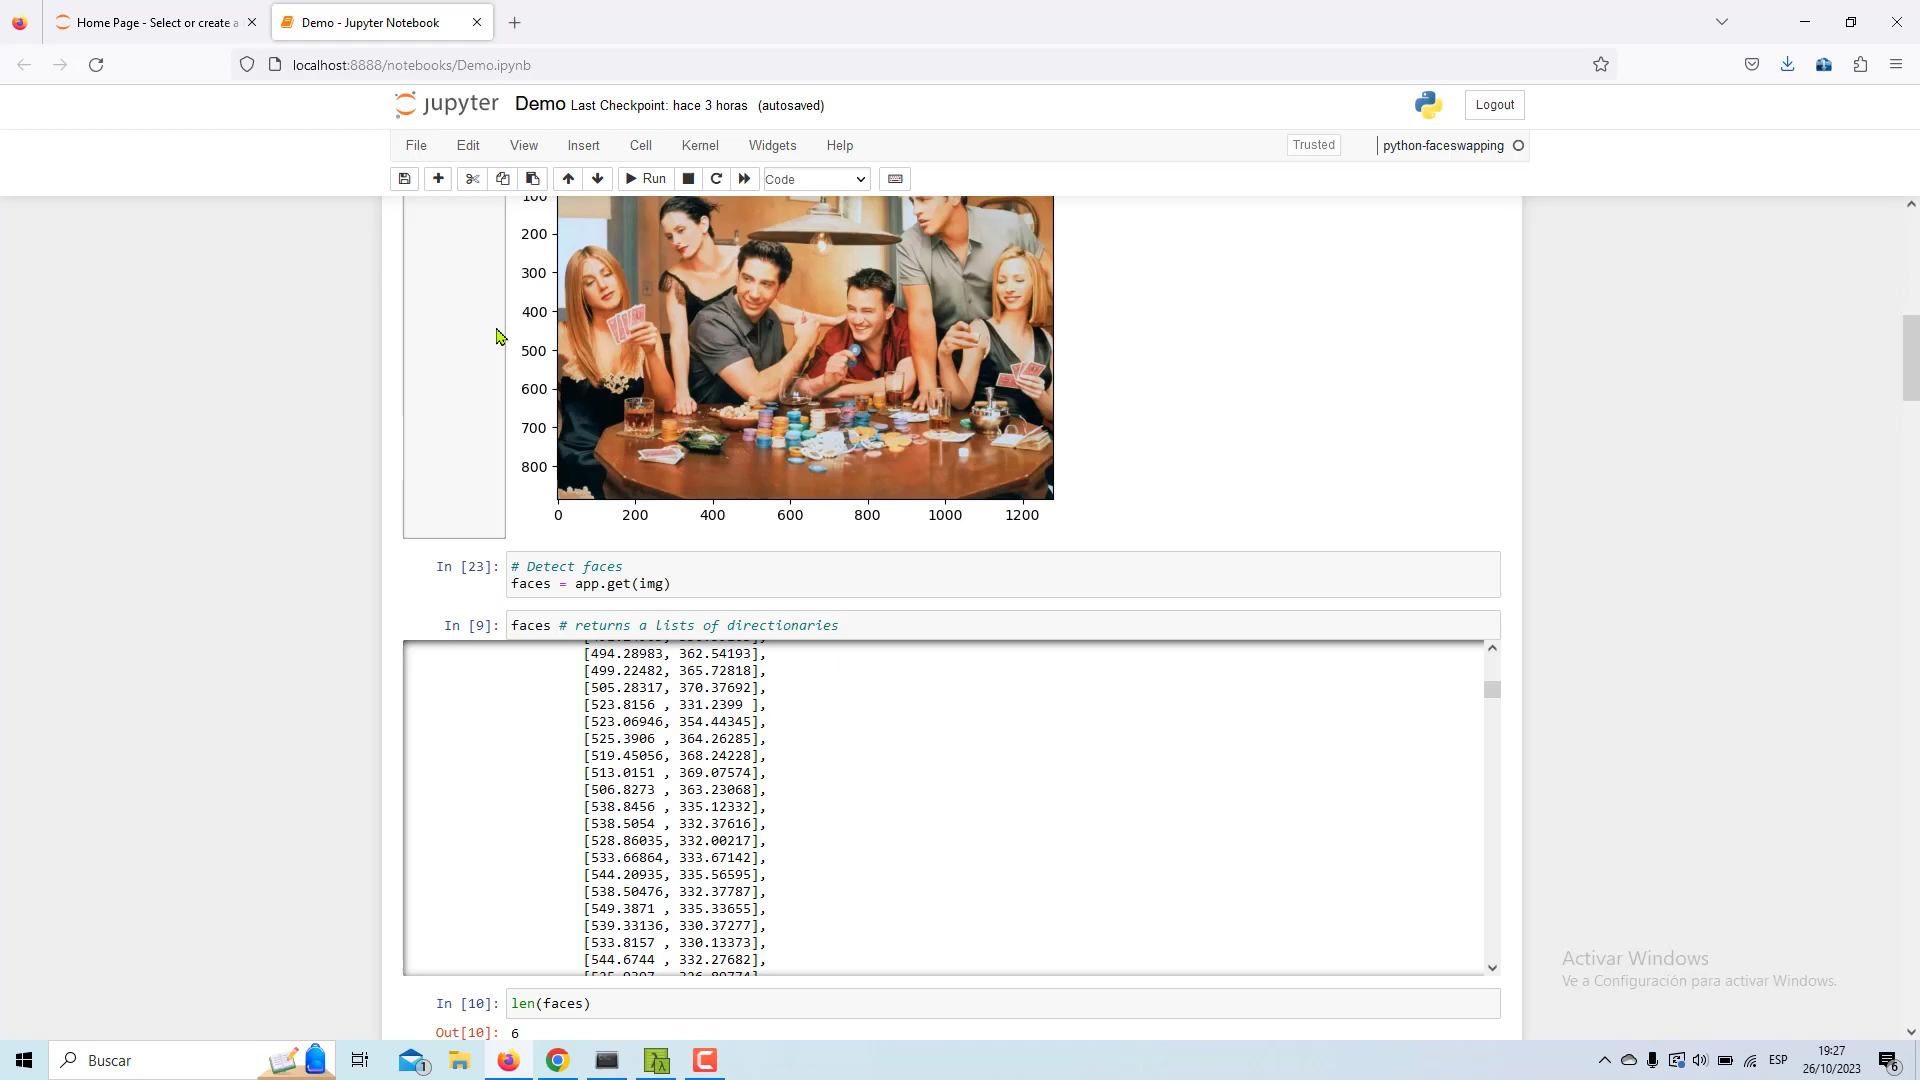 Home Page - Select or create a
Demo - Jupyter Notebook
localhost:8888/notebooks/Demo.ipynb
jupyter
Demo Last Checkpoint: hace 3 horas (autosaved)
Logout
File Edit View Insert Cell Kernel Widgets Help
Trusted
python-faceswapping
Run
Code
100
200
300
400
500
600
700
800
0 200 400 600 800 1000 1200
In [23]:
# Detect faces
faces = app.get(img)
In [9]:
faces # returns a lists of directionaries
[494.28983, 362.54193],
[499.22482, 365.72818],
[505.28317, 370.37692],
[523.8156 , 331.2399 ],
[523.06946, 354.44345],
[525.3906 , 364.26285],
[519.45056, 368.24228],
[513.0151 , 369.07574],
[506.8273 , 363.23068],
[538.8456 , 335.12332],
[538.5054 , 332.37616],
[528.86035, 332.00217],
[533.66864, 333.67142],
[544.20935, 335.56595],
[538.50476, 332.37787],
[549.3871 , 335.33655],
[539.33136, 330.37277],
[533.8157 , 330.13373],
[544.6744 , 332.27682],
In [10]:
len(faces)
Out[10]: 6
Activar Windows
Ve a Configuración para activar Windows.
Buscar
1
ESP
19:27
26/10/2023
6